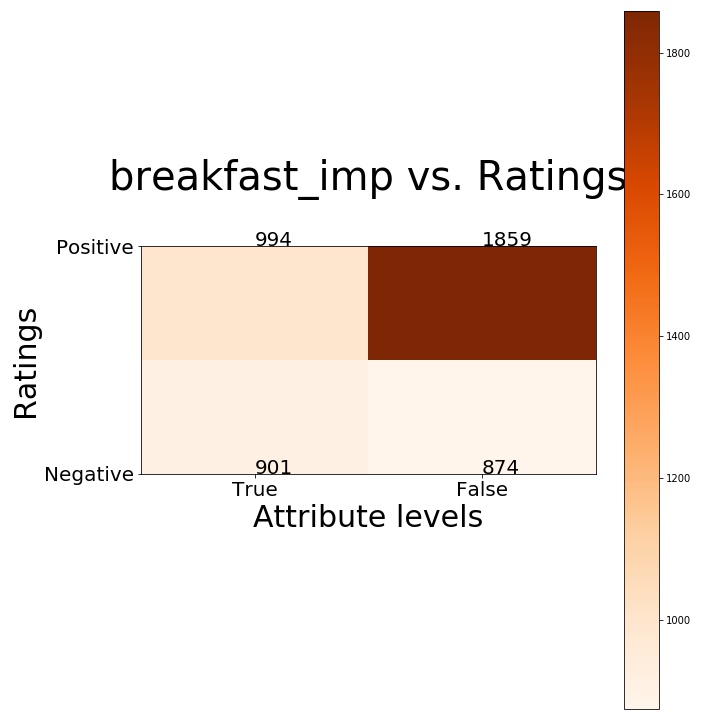 breakfast_imp vs. Ratings
Positive
994
1859
Ratings
Negative
901
874
True
False
Attribute levels
1800
1600
1400
1200
1000